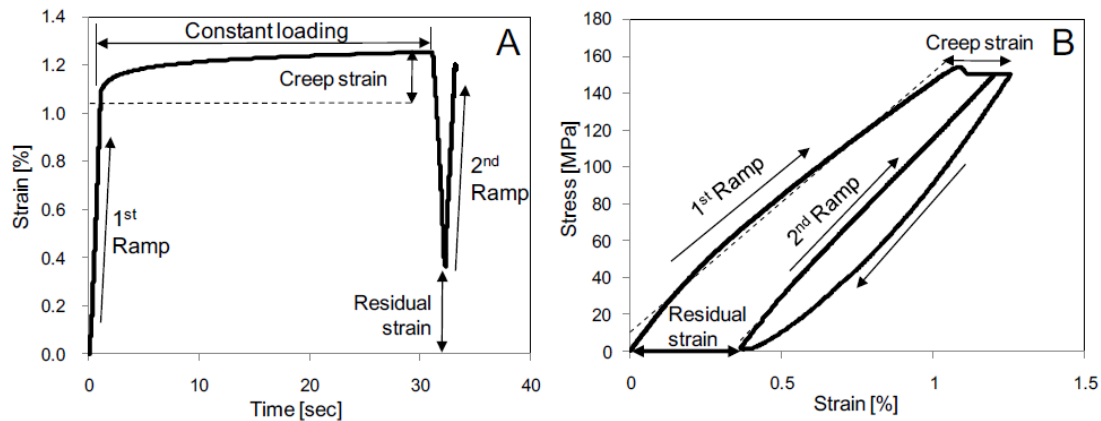 A
1.4
1.2
1.0
0.8
0.6
0.4
0.2
0.0
Strain [%]
Constant loading
Creep strain
1st
Ramp
2nd
Ramp
Residual
strain
0
10
20
30
40
Time [sec]
B
180
160
140
120
100
80
60
40
20
0
Stress [MPa]
Creep strain
1st Ramp
2nd Ramp
Residual
strain
0
0.5
1
1.5
Strain [%]